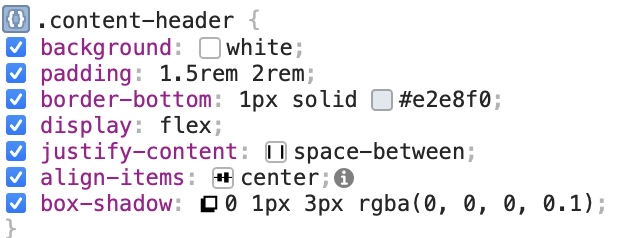 .content-header {
background: white;
padding: 1.5rem 2rem;
border-bottom: 1px solid #e2e8f0;
display: flex;
justify-content: space-between;
align-items: center;
box-shadow: 0 1px 3px rgba(0, 0, 0, 0.1);
}